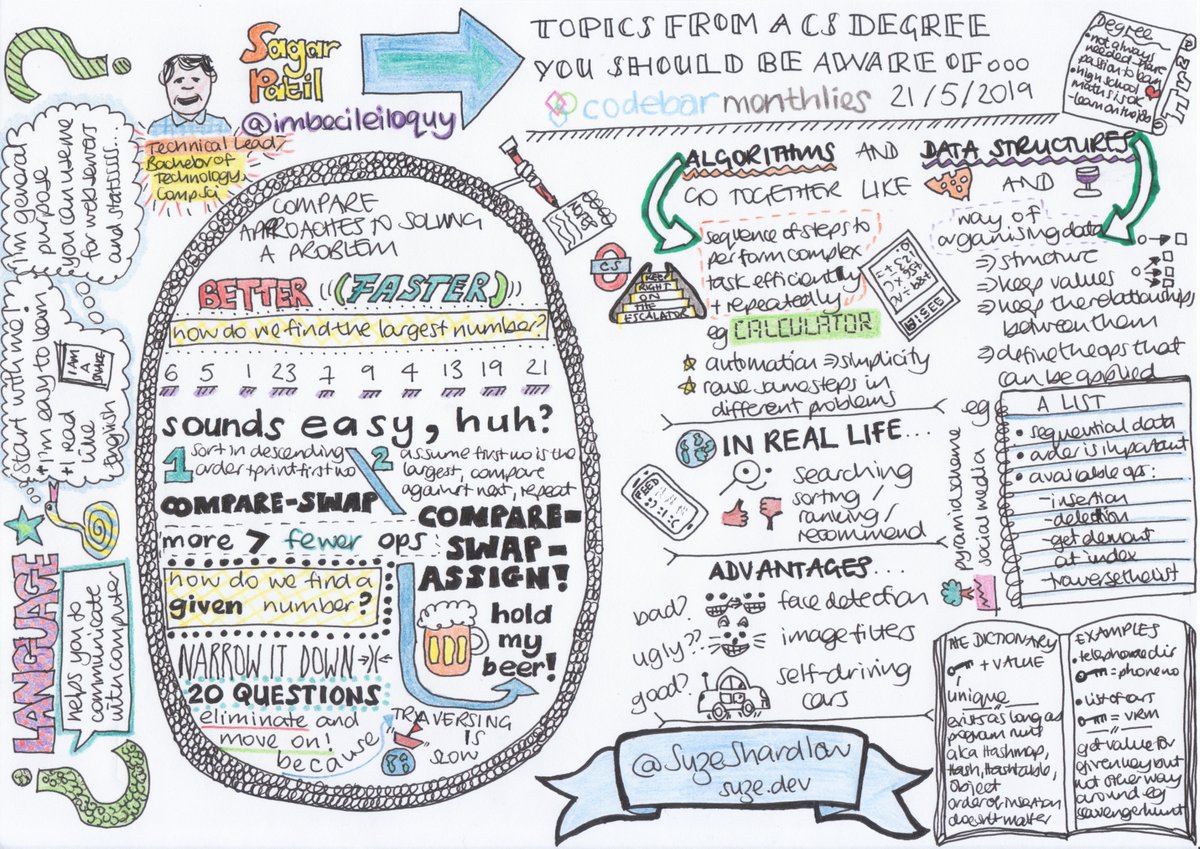 Sagar
Patil
@imbecileiloquy
Technical Lead,
Bachelor of
Technology,
CompSci
TOPICS FROM A CS DEGREE
YOU SHOULD BE AWARE OF...
codebar monthlies 21/5/2019
Degree
• not always
needed - have
passion to learn
• high school
maths is ok
- learn on the job
I'm general
purpose
you can use me
for webservers
and stats!!!...
start with me!
+ I'm easy to learn
+ I read
like
English
I AM
A
SNAKE
LANGUAGE
helps you to
communicate
with computer
COMPARE
APPROACHES TO SOLVING
A PROBLEM
BETTER (FASTER)
how do we find the largest number?
6 5 1 23 7 9 4 13 19 21
sounds easy, huh?
1 sort in descending
order + print first two
COMPARE-SWAP
2 assume first two is the
largest, compare
against next, repeat
COMPARE-
SWAP-
ASSIGN!
more > fewer ops
how do we find a
given number?
hold
my
beer!
NARROW IT DOWN
20 QUESTIONS
eliminate and
move on!
because
TRAVERSING
IS
SLOW
ALGORITHMS AND DATA STRUCTURES
GO TOGETHER LIKE AND
sequence of steps to
perform complex
task efficiently
+ repeatedly
eg CALCULATOR
automation ⇒ simplicity
reuse same steps in
different problems
CS
KEEP
RIGHT
ON
THE
ESCALATOR
way of
organising data
⇒ structure
⇒ keep values
⇒ keep the relationships
between them
⇒ define the ops that
can be applied
IN REAL LIFE...
FEED
searching
sorting/
ranking/
recommend
eg
pyramid scheme
social media
A LIST
• sequential data
• order is important
• available ops:
- insertion
- deletion
- get element
at index
- traverse the list
ADVANTAGES...
bad? face detection
ugly?? image filters
good? self-driving
cars
THE DICTIONARY
+ VALUE
unique
exists as long as
program runs
aka Hashmap,
Hash, Hashtable,
Object
order of insertion
doesn't matter
EXAMPLES
• telephone dir
= phone no
• list of cars
= VRM
get value for
given key but
not other way
around eg
scavenger hunt
@SuzeShardlow
suze.dev